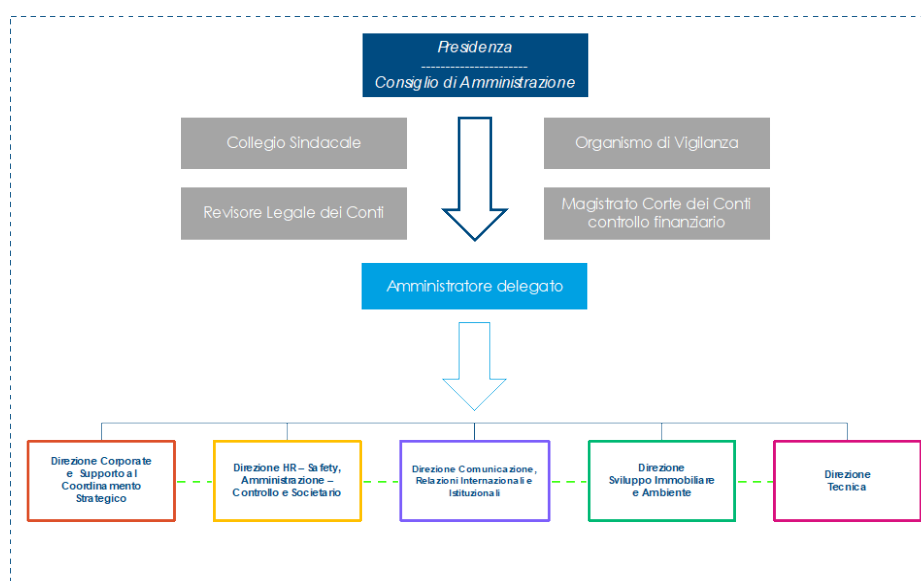 Presidenza
----------------------
Consiglio di Amministrazione
Collegio Sindacale
Organismo di Vigilanza
Revisore Legale dei Conti
Magistrato Corte dei Conti
controllo finanziario
Amministratore delegato
Direzione Corporate
e Supporto al
Coordinamento
Strategico
Direzione HR – Safety,
Amministrazione –
Controllo e Societario
Direzione Comunicazione,
Relazioni Internazionali e
Istituzionali
Direzione
Sviluppo Immobiliare
e Ambiente
Direzione
Tecnica